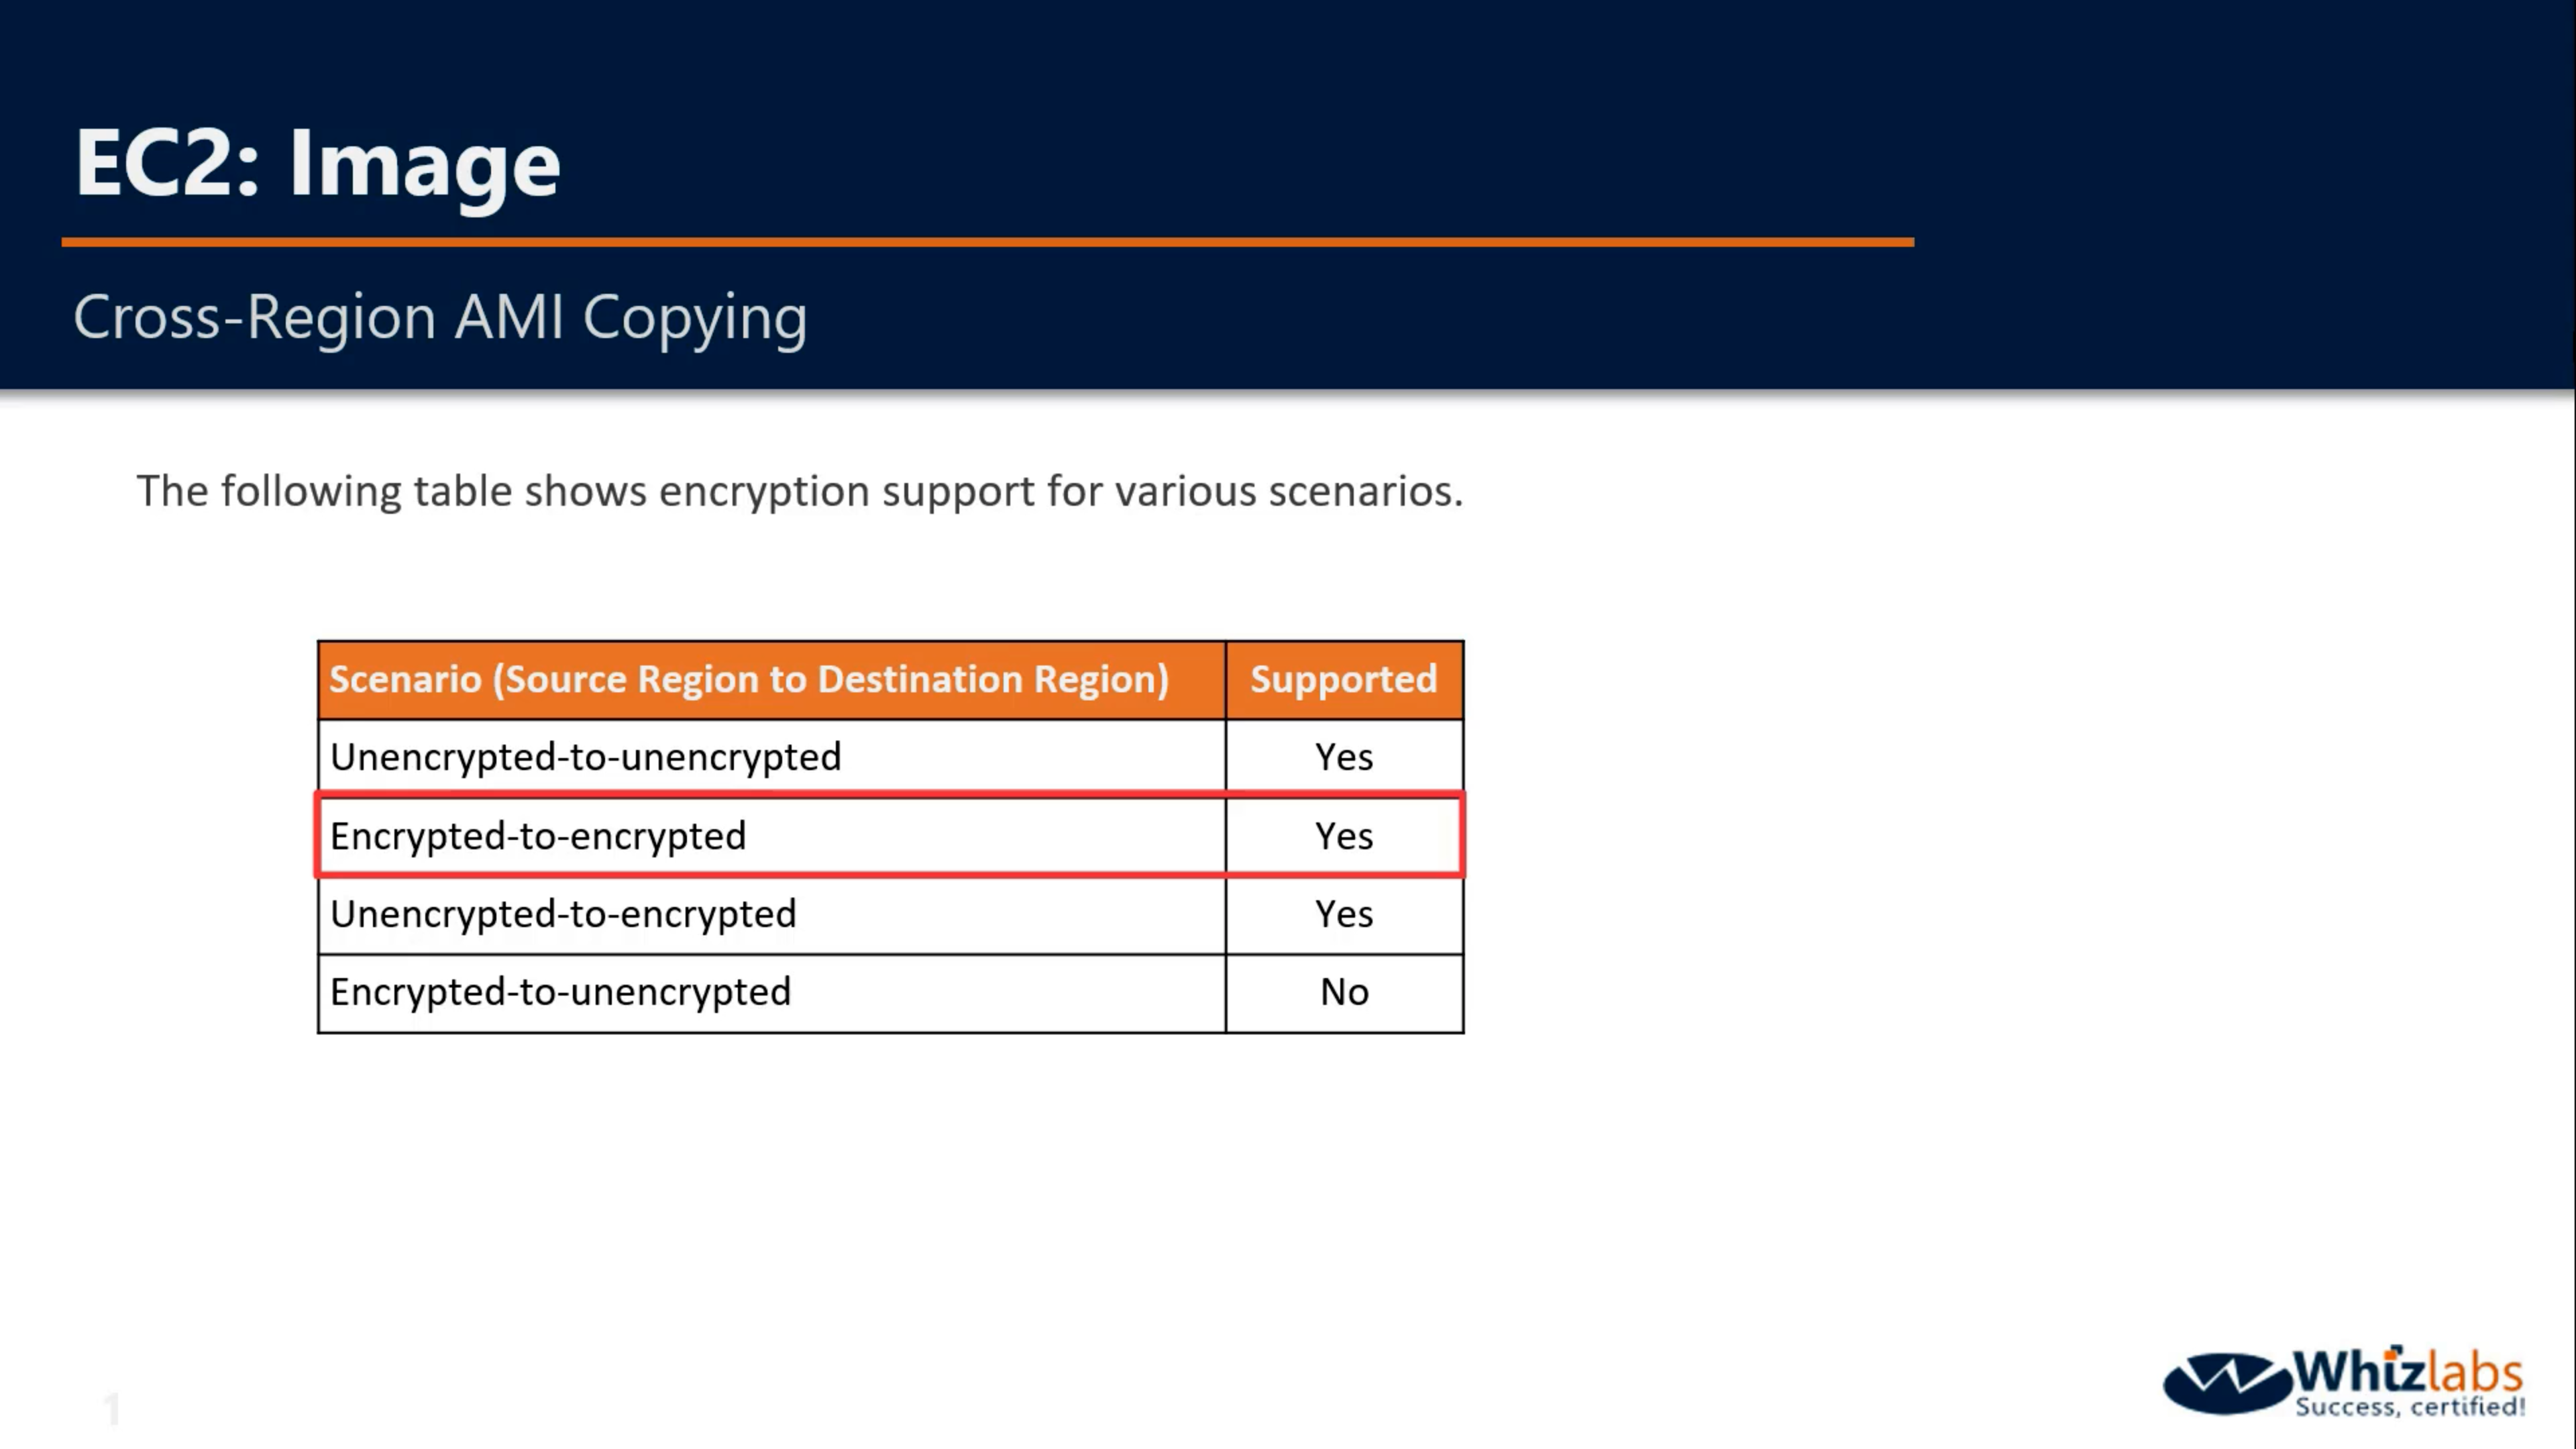 EC2: Image
Cross-Region AMI Copying
The following table shows encryption support for various scenarios.
Scenario (Source Region to Destination Region) Supported
Unencrypted-to-unencrypted Yes
Encrypted-to-encrypted Yes
Unencrypted-to-encrypted Yes
Encrypted-to-unencrypted No
1
Whizlabs
Success, certified!